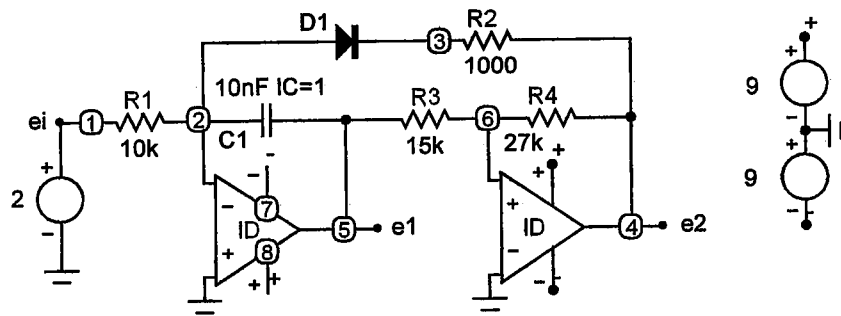 D1
3
R2
1000
+
10nF IC=1
ei
1
R1
2
C1
10k
R3
6
R4
15k
27k
9
+
-
+
9
-
+
2
-
-
7
-
ID
8
+
+ +
5
e1
+
+
+
ID
-
-
4
e2